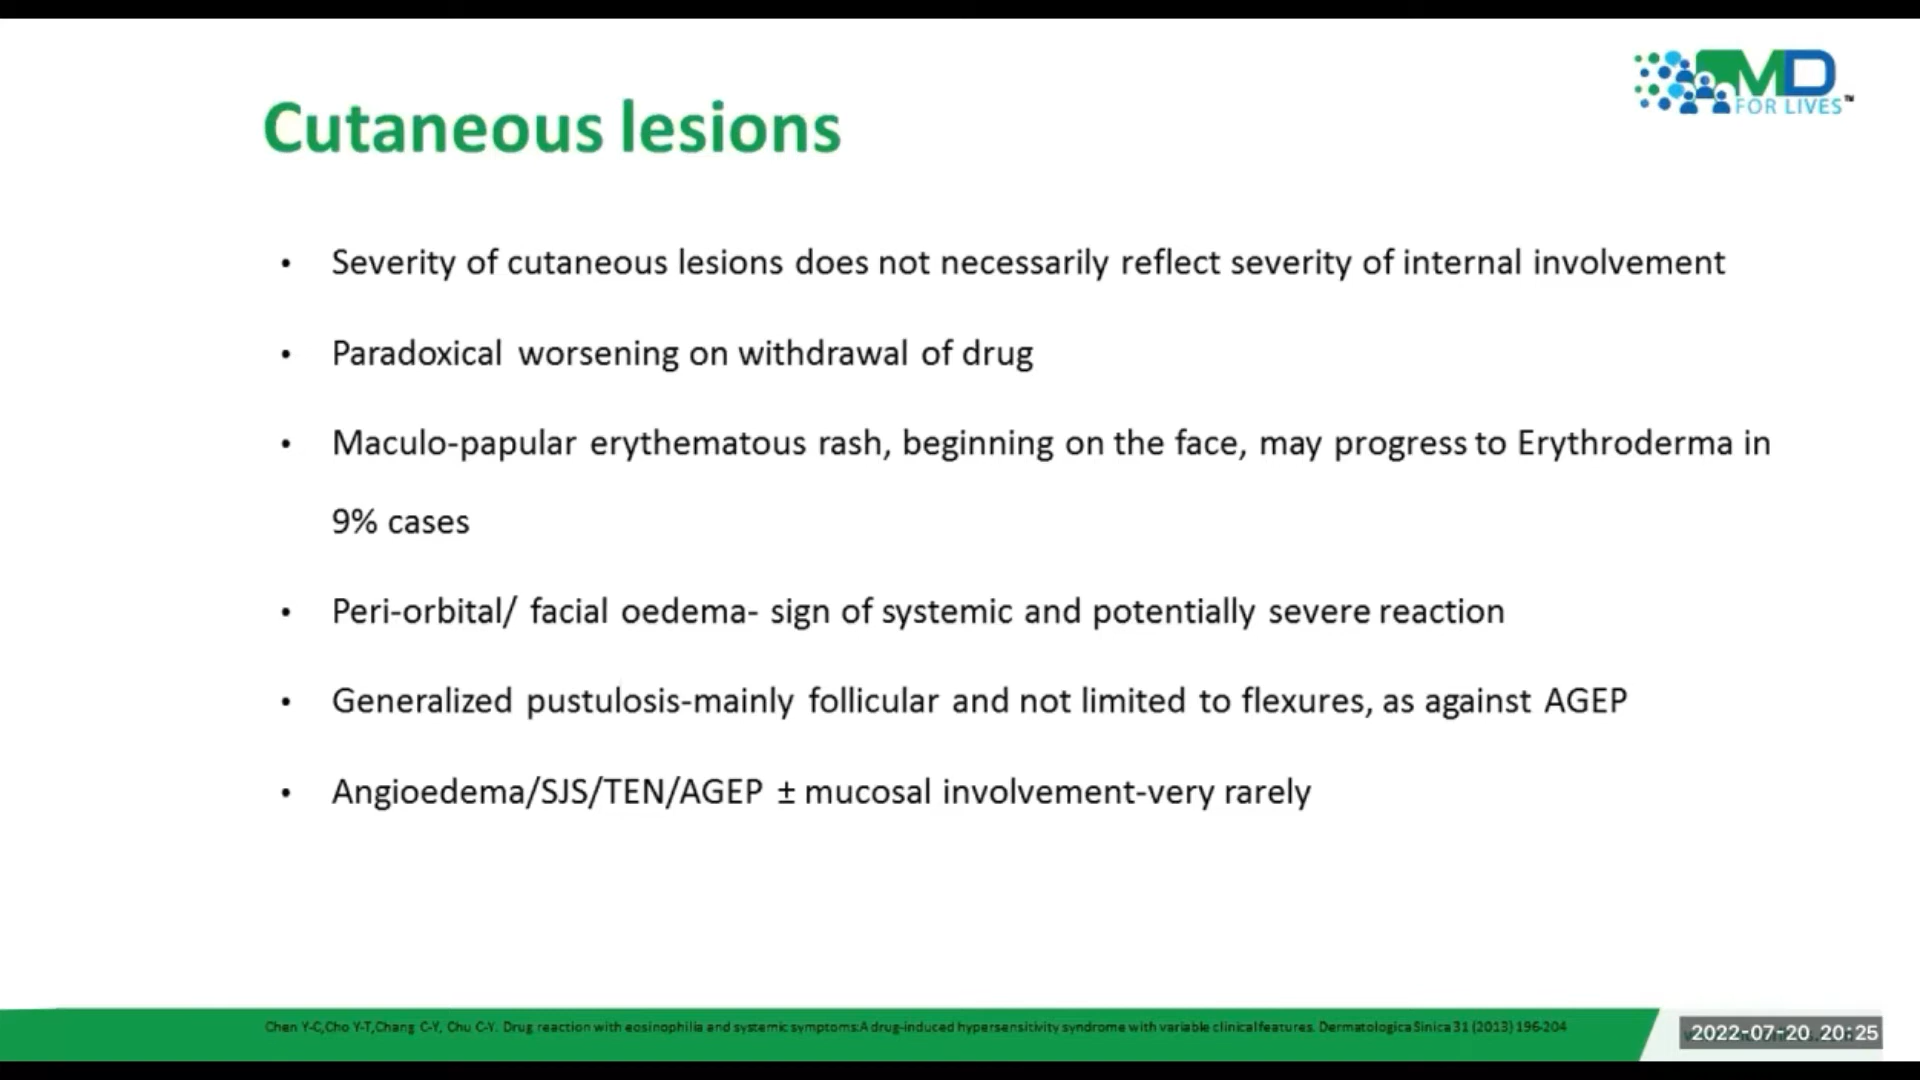 MD
FOR LIVES™
Cutaneous lesions
• Severity of cutaneous lesions does not necessarily reflect severity of internal involvement
• Paradoxical worsening on withdrawal of drug
• Maculo-papular erythematous rash, beginning on the face, may progress to Erythroderma in
9% cases
• Peri-orbital/ facial oedema- sign of systemic and potentially severe reaction
• Generalized pustulosis-mainly follicular and not limited to flexures, as against AGEP
• Angioedema/SJS/TEN/AGEP ± mucosal involvement-very rarely
Chen Y-C,Cho Y-T,Chang C-Y, Chu C-Y. Drug reaction with eosinophilia and systemic symptoms:A drug-induced hypersensitivity syndrome with variable clinicalfeatures. Dermatologica Sinica 31 (2013) 196-204
2022-07-20 20:25